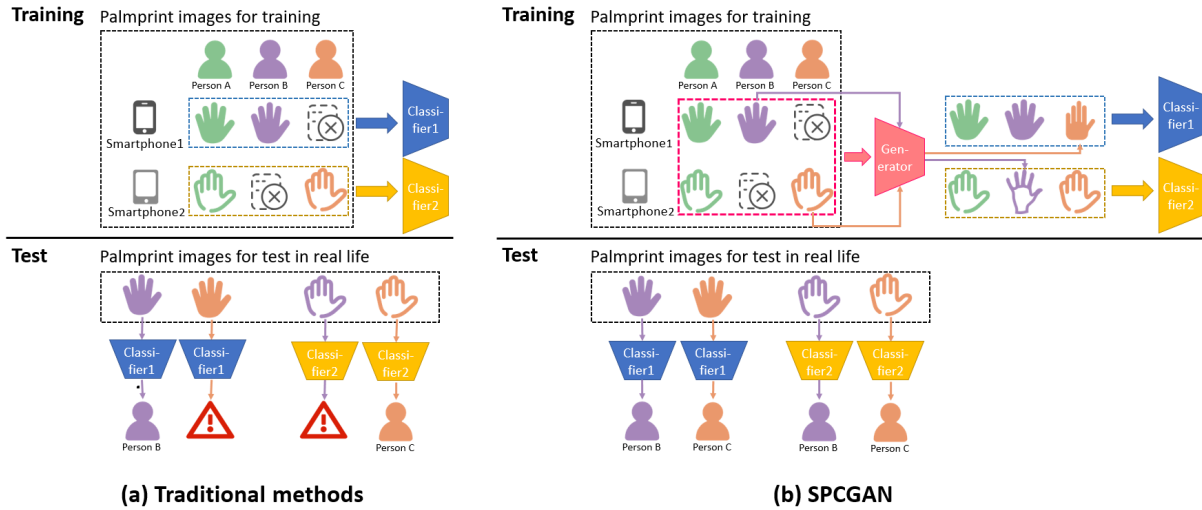 Training
Palmprint images for training
Person A
Person B
Person C
Smartphone1
Smartphone2
Classi-
fier1
Classi-
fier2
Test
Palmprint images for test in real life
Classi-
fier1
Classi-
fier1
Classi-
fier2
Classi-
fier2
Person B
Person C
(a) Traditional methods
Training
Palmprint images for training
Person A
Person B
Person C
Smartphone1
Smartphone2
Gen-
erator
Classi-
fier1
Classi-
fier2
Test
Palmprint images for test in real life
Classi-
fier1
Classi-
fier1
Classi-
fier2
Classi-
fier2
Person B
Person C
Person B
Person C
(b) SPCGAN